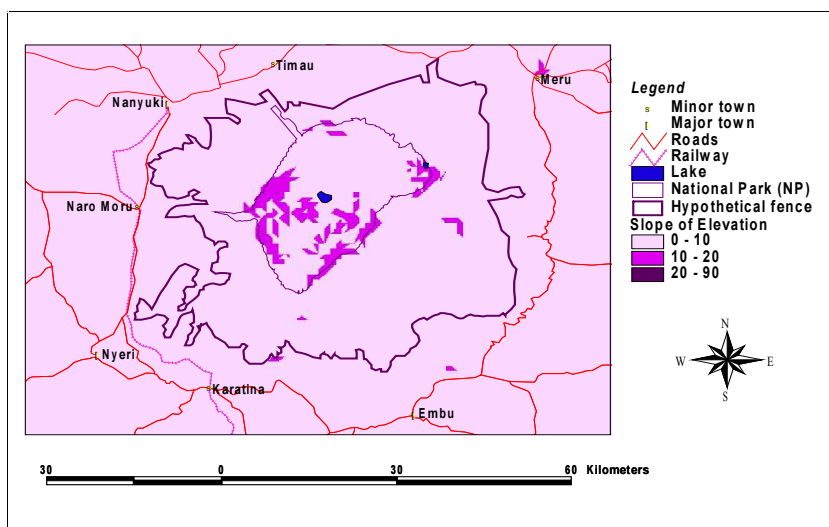 Timau
Meru
Nanyuki
Naro Moru
Nyeri
Karatina
Embu
Legend
s Minor town
[ Major town
Roads
Railway
Lake
National Park (NP)
Hypothetical fence
Slope of Elevation
0 - 10
10 - 20
20 - 90
N
W E
S
30 0 30 60 Kilometers